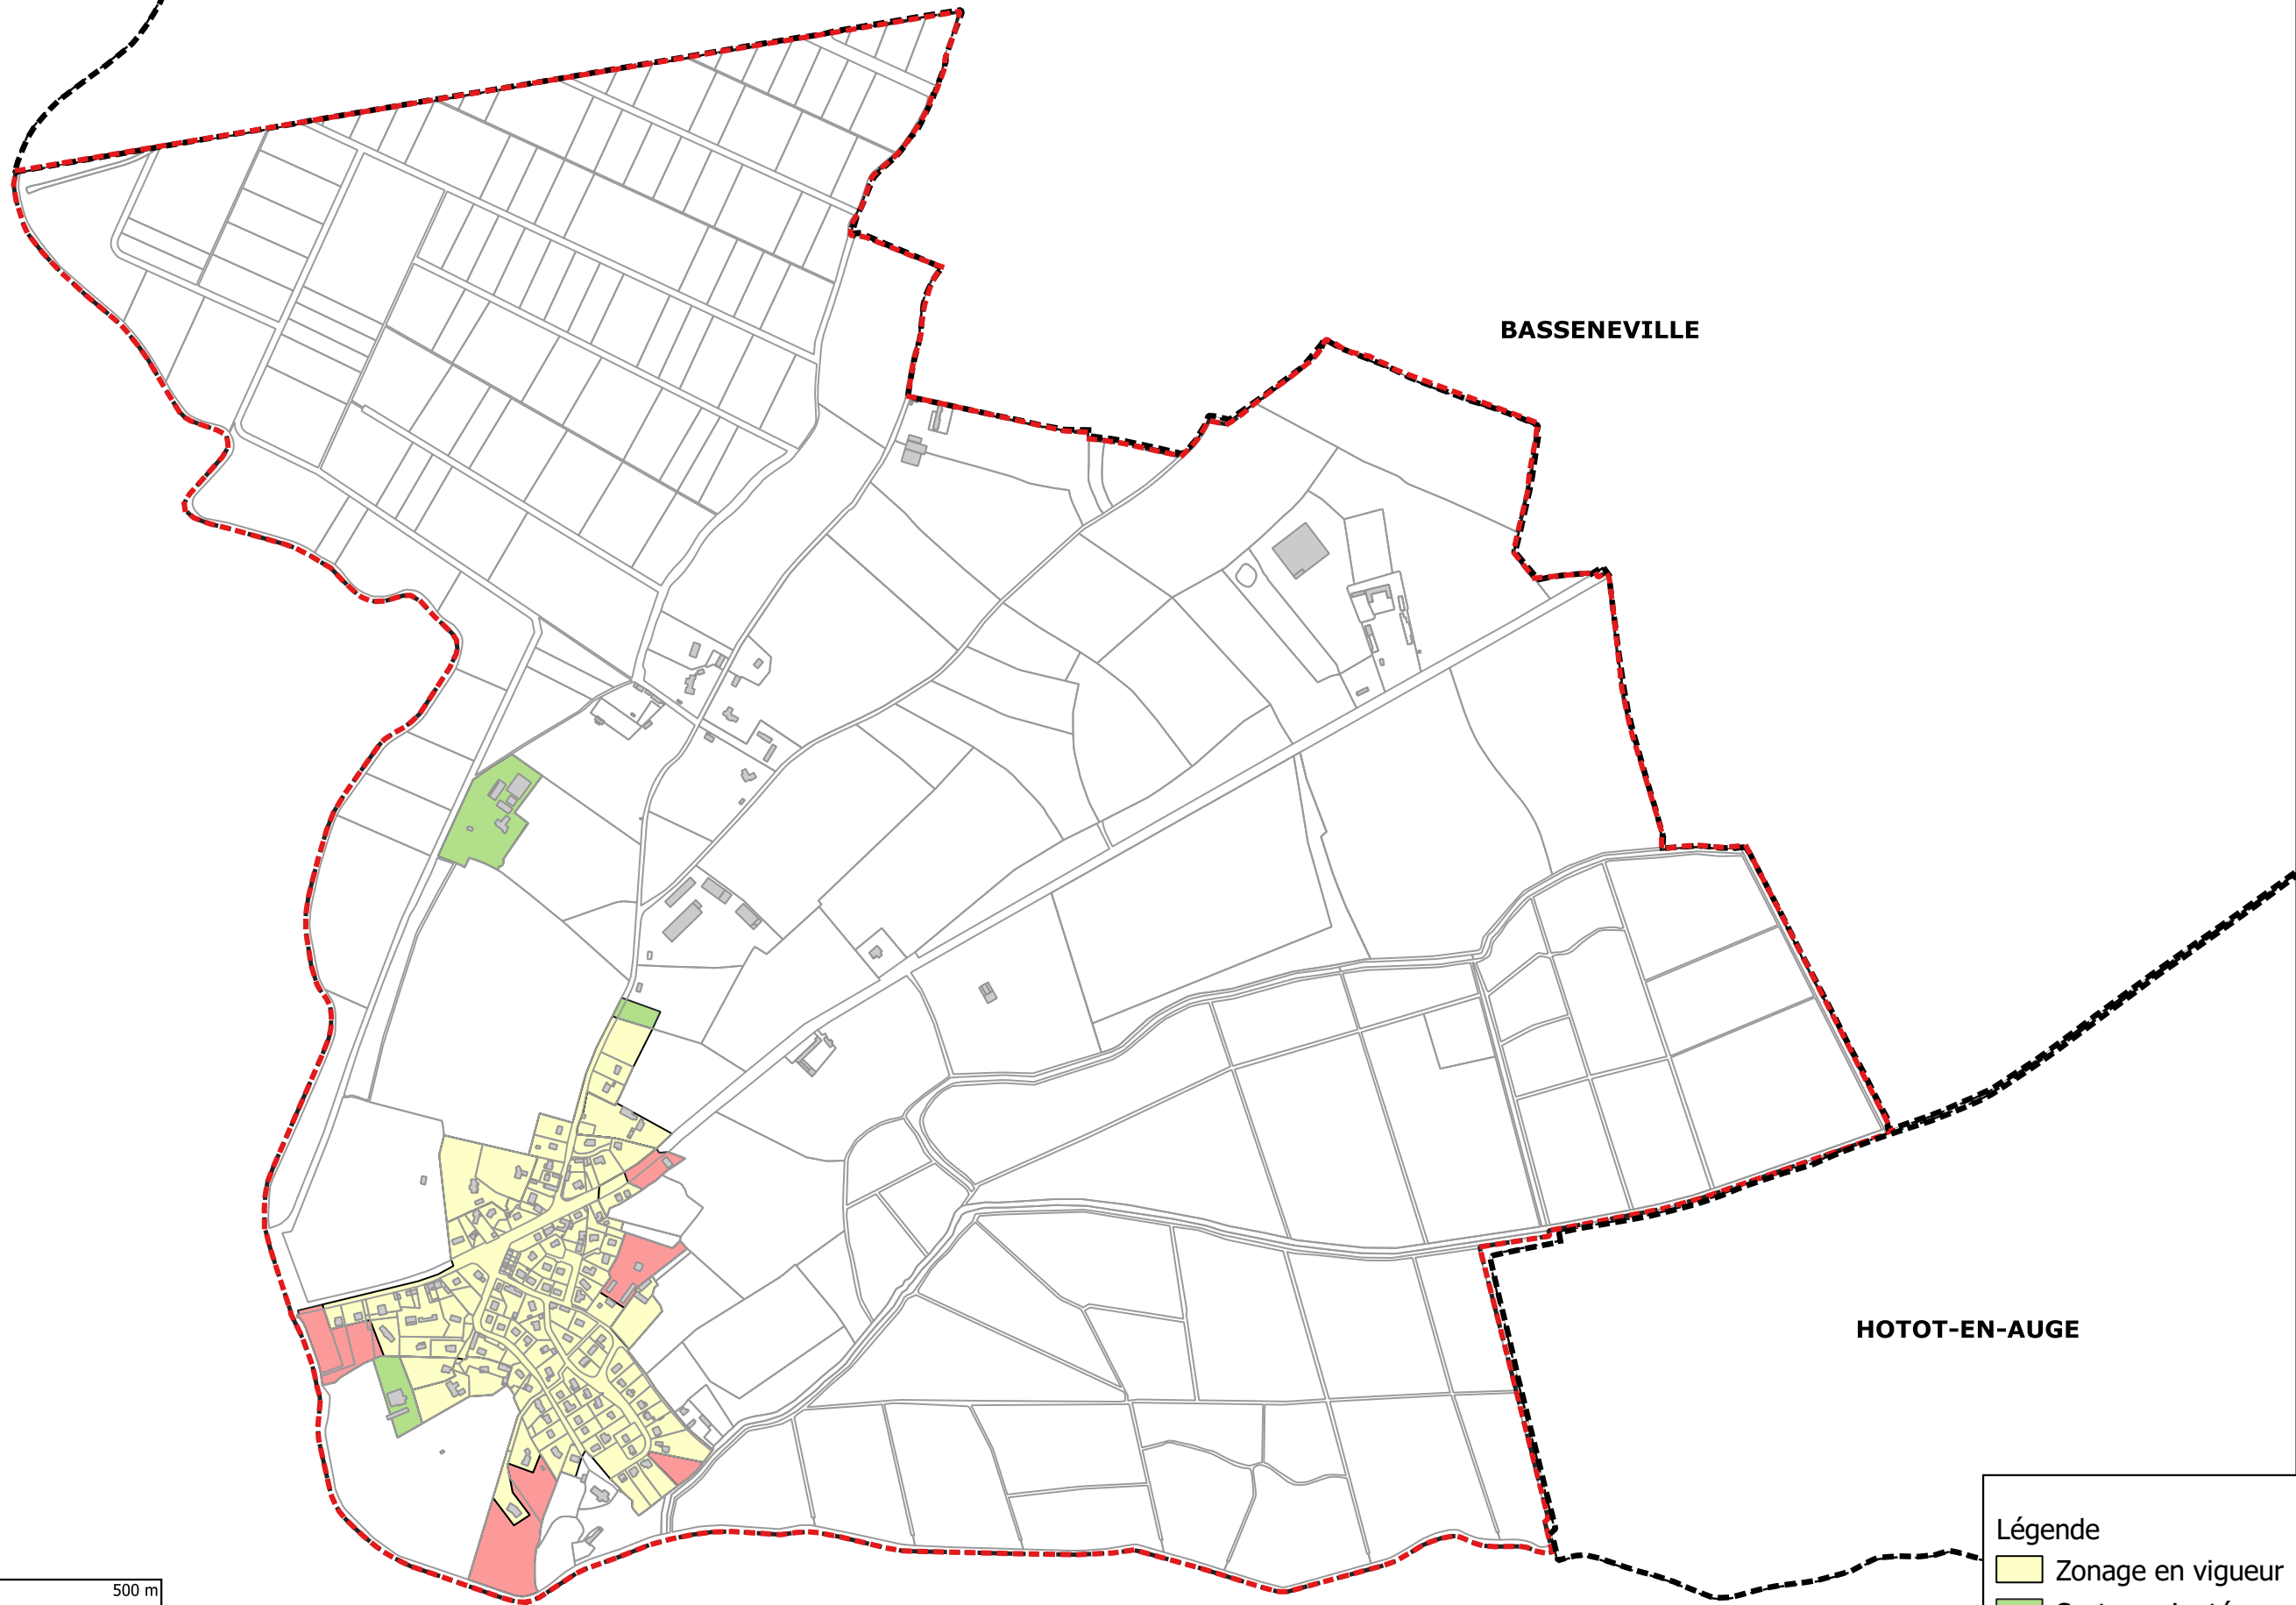 BASSENEVILLE
HOTOT-EN-AUGE
Légende
Zonage en vigueur
500 m